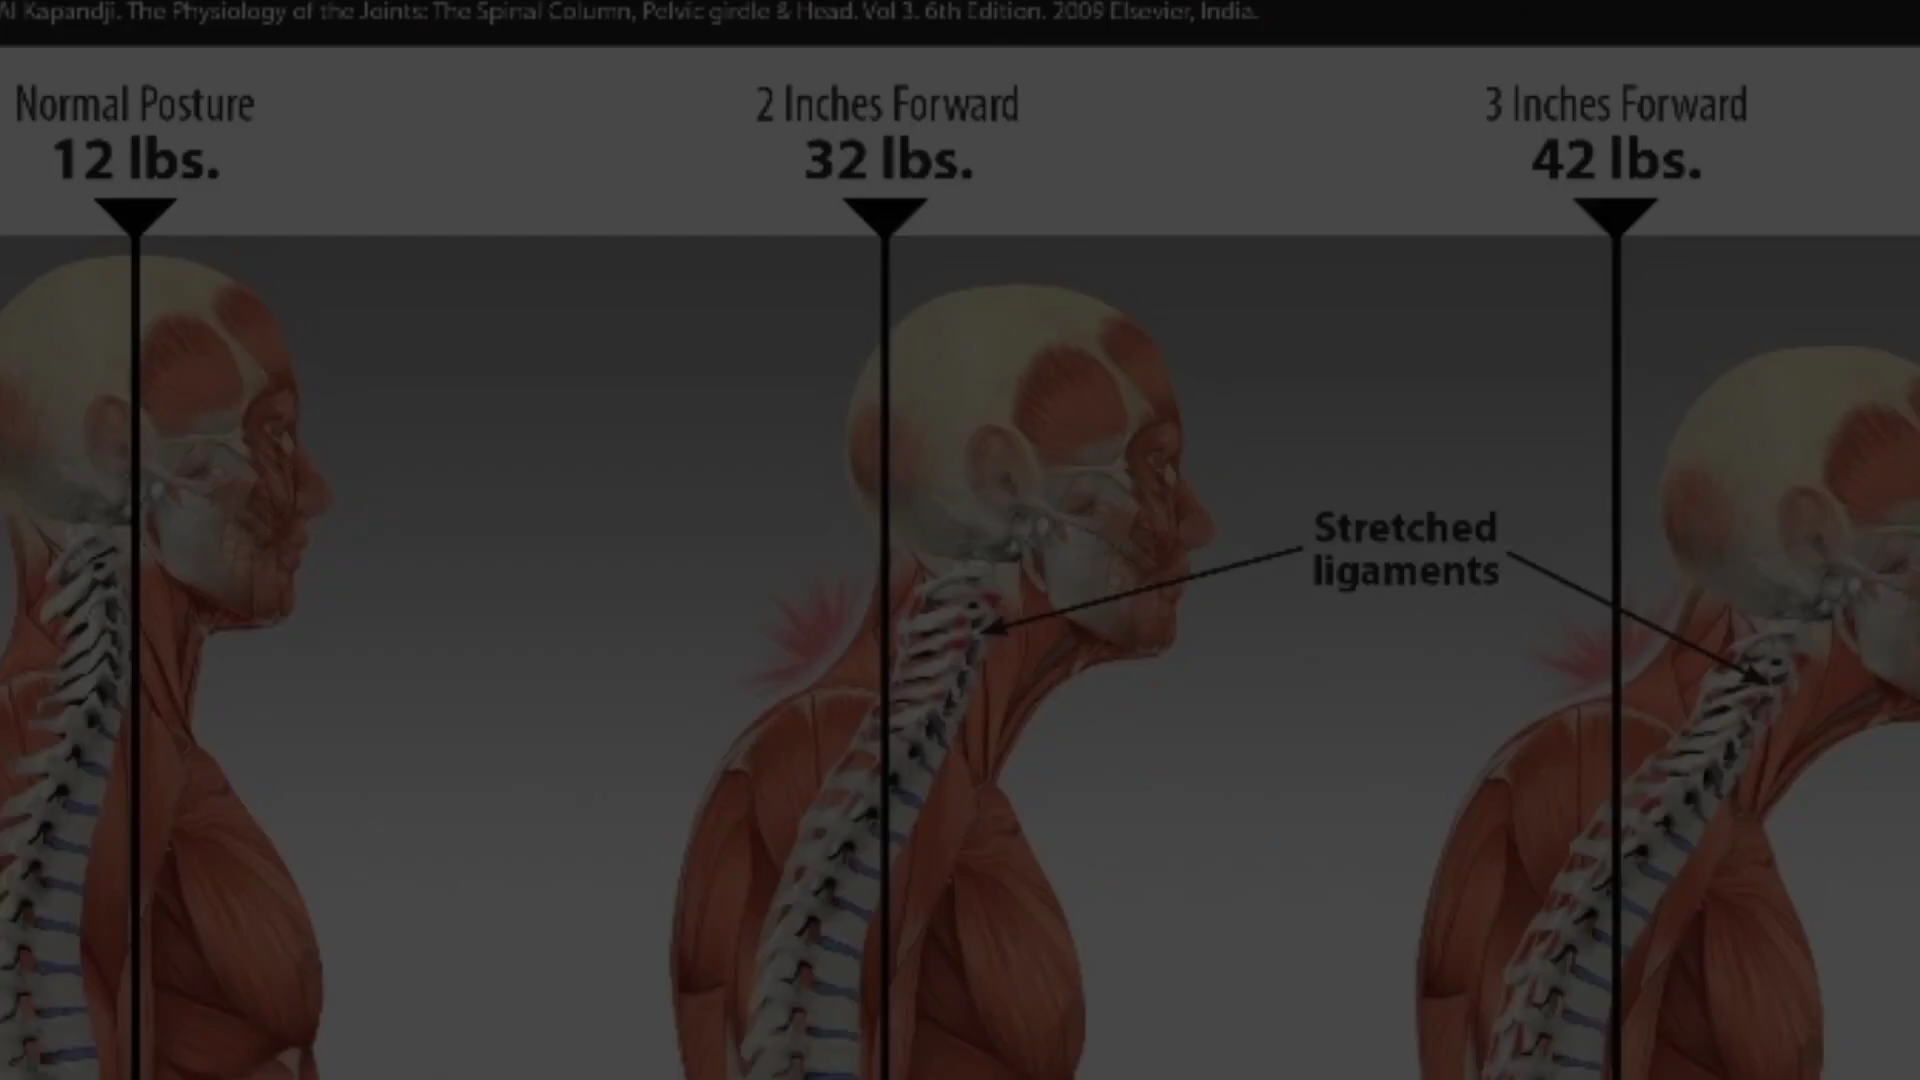 AI Kapandji. The Physiology of the Joints: The Spinal Column, Pelvic girdle & Head. Vol 3. 6th Edition. 2009 Elsevier, India.
Normal Posture
12 lbs.
2 Inches Forward
32 lbs.
3 Inches Forward
42 lbs.
Stretched
ligaments